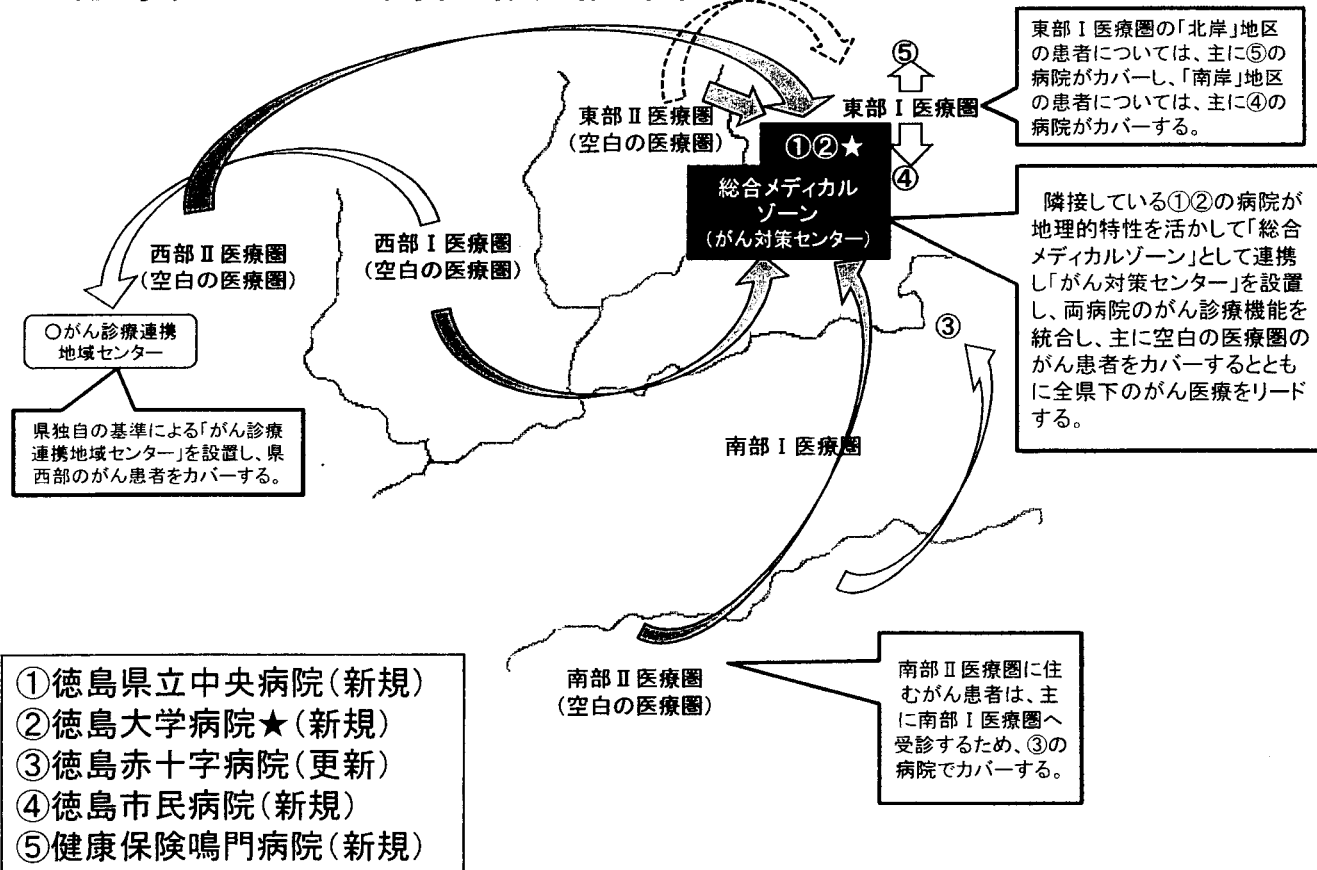 東部Ⅰ医療圏の「北岸」地区
の患者については、主に⑤の
病院がカバーし、「南岸」地区
の患者については、主に④の
病院がカバーする。
⑤
東部Ⅰ医療圏
④
東部Ⅱ医療圏
(空白の医療圏)
①②★
総合メディカル
ゾーン
(がん対策センター)
隣接している①②の病院が
地理的特性を活かして「総合
メディカルゾーン」として連携
し「がん対策センター」を設置
し、両病院のがん診療機能を
統合し、主に空白の医療圏の
がん患者をカバーするととも
に全県下のがん医療をリード
する。
西部Ⅱ医療圏
(空白の医療圏)
西部Ⅰ医療圏
(空白の医療圏)
○がん診療連携
地域センター
県独自の基準による「がん診療
連携地域センター」を設置し、県
西部のがん患者をカバーする。
③
南部Ⅰ医療圏
南部Ⅱ医療圏
(空白の医療圏)
南部Ⅱ医療圏に住
むがん患者は、主
に南部Ⅰ医療圏へ
受診するため、③の
病院でカバーする。
①徳島県立中央病院(新規)
②徳島大学病院★(新規)
③徳島赤十字病院(更新)
④徳島市民病院(新規)
⑤健康保険鳴門病院(新規)